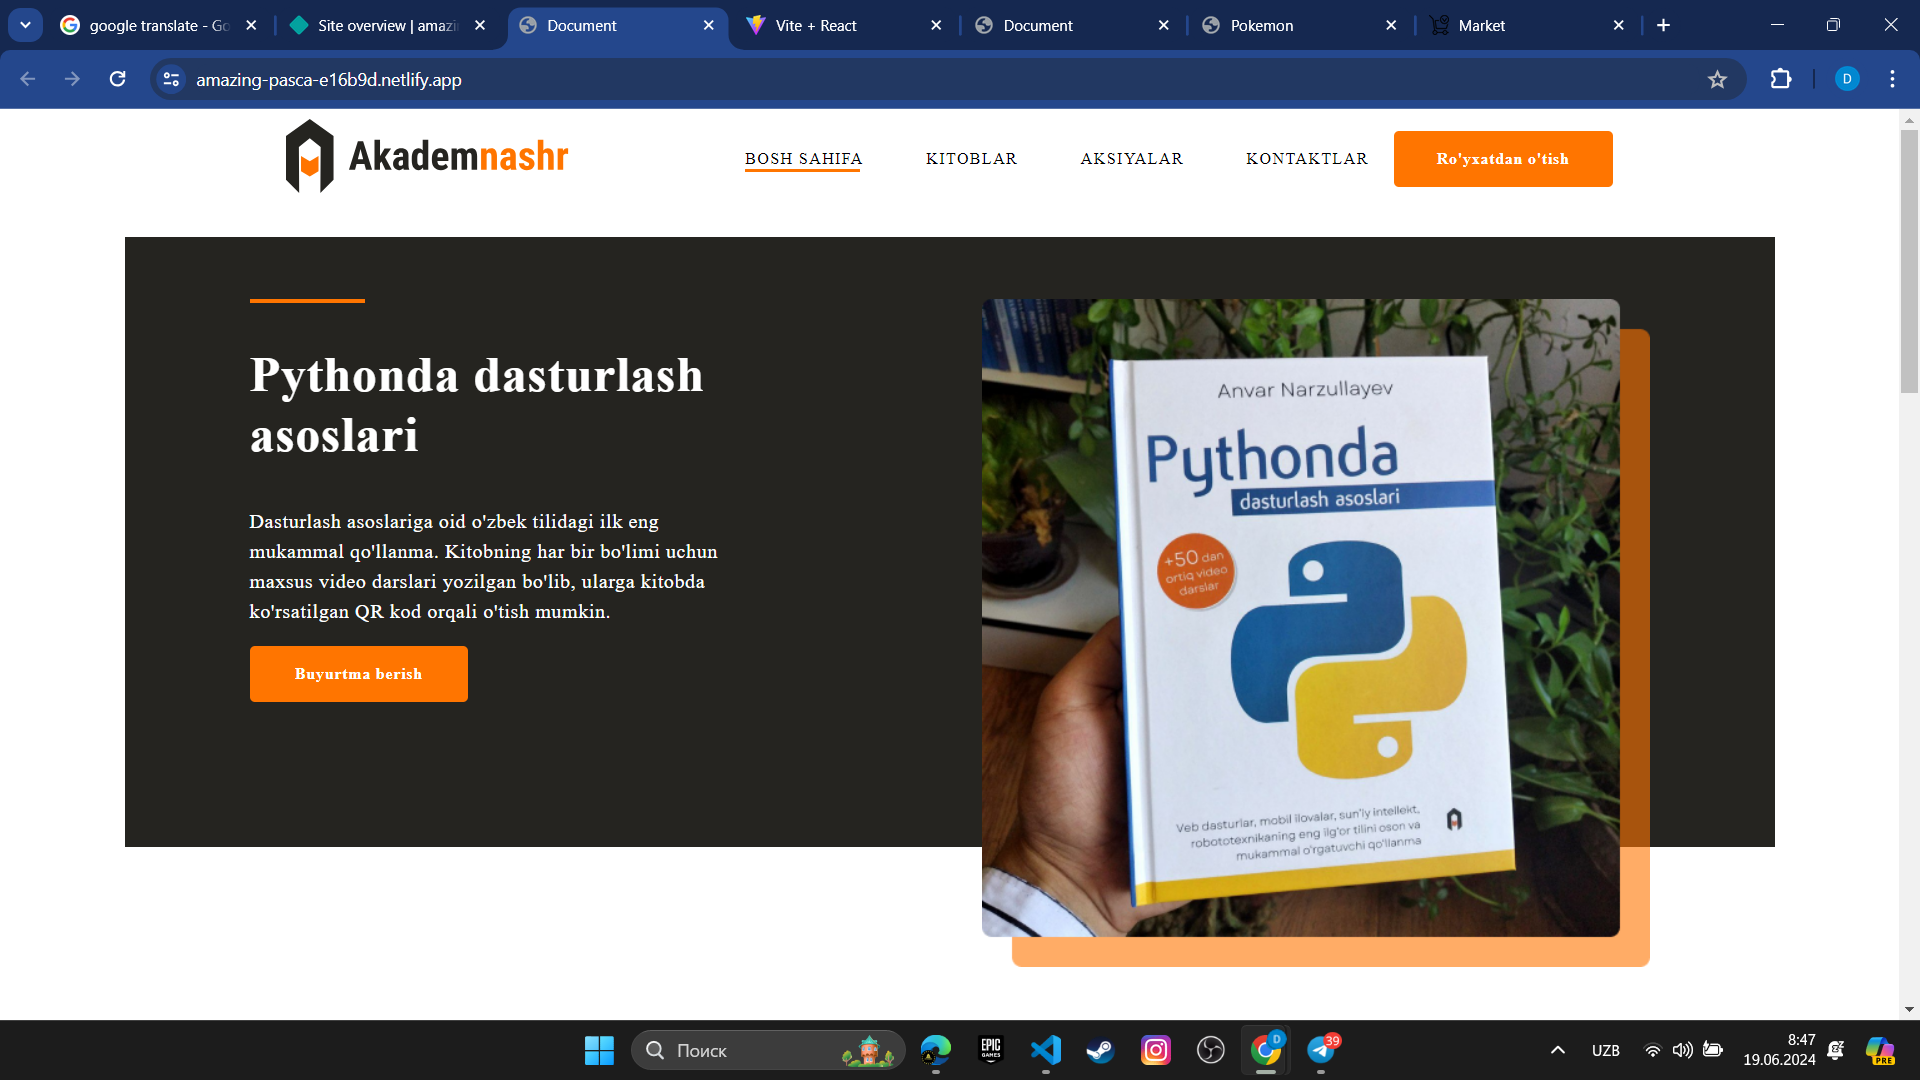 google translate - Go
Site overview | amazi
Document
Vite + React
Document
Pokemon
Market
amazing-pasca-e16b9d.netlify.app
D
Akademnashr
BOSH SAHIFA
KITOBLAR
AKSIYALAR
KONTAKTLAR
Ro'yxatdan o'tish
Pythonda dasturlash
asoslari
Dasturlash asoslariga oid o'zbek tilidagi ilk eng
mukammal qo'llanma. Kitobning har bir bo'limi uchun
maxsus video darslari yozilgan bo'lib, ularga kitobda
ko'rsatilgan QR kod orqali o'tish mumkin.
Buyurtma berish
Anvar Narzullayev
Pythonda
dasturlash asoslari
+50 dan
ortiq video
darslar
Veb dasturlar, mobil ilovalar, sun'iy intellekt,
robototexnikaning eng ilg'or tilini oson va
mukammal o'rgatuvchi qo'llanma
Поиск
EPIC
GAMES
D
39
UZB
8:47
19.06.2024
PRE